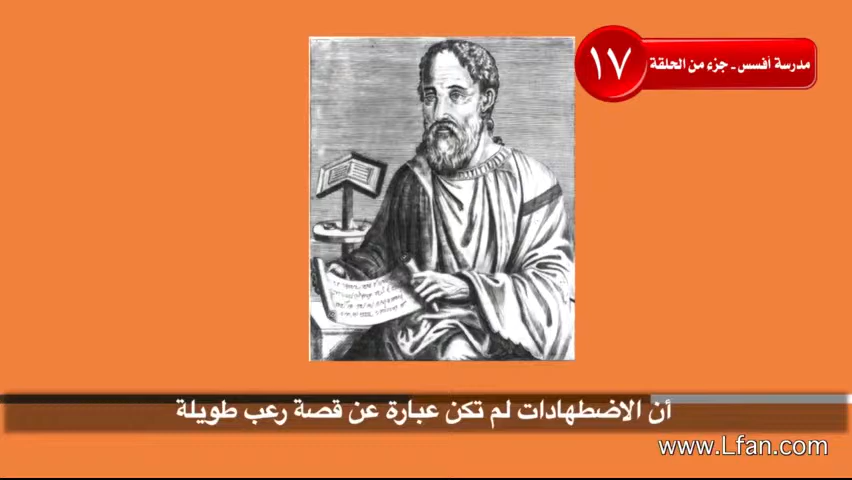 مدرسة أفسس - جزء من الحلقة ١٧
أن الاضطهادات لم تكن عبارة عن قصة رعب طويلة
www.Lfan.com